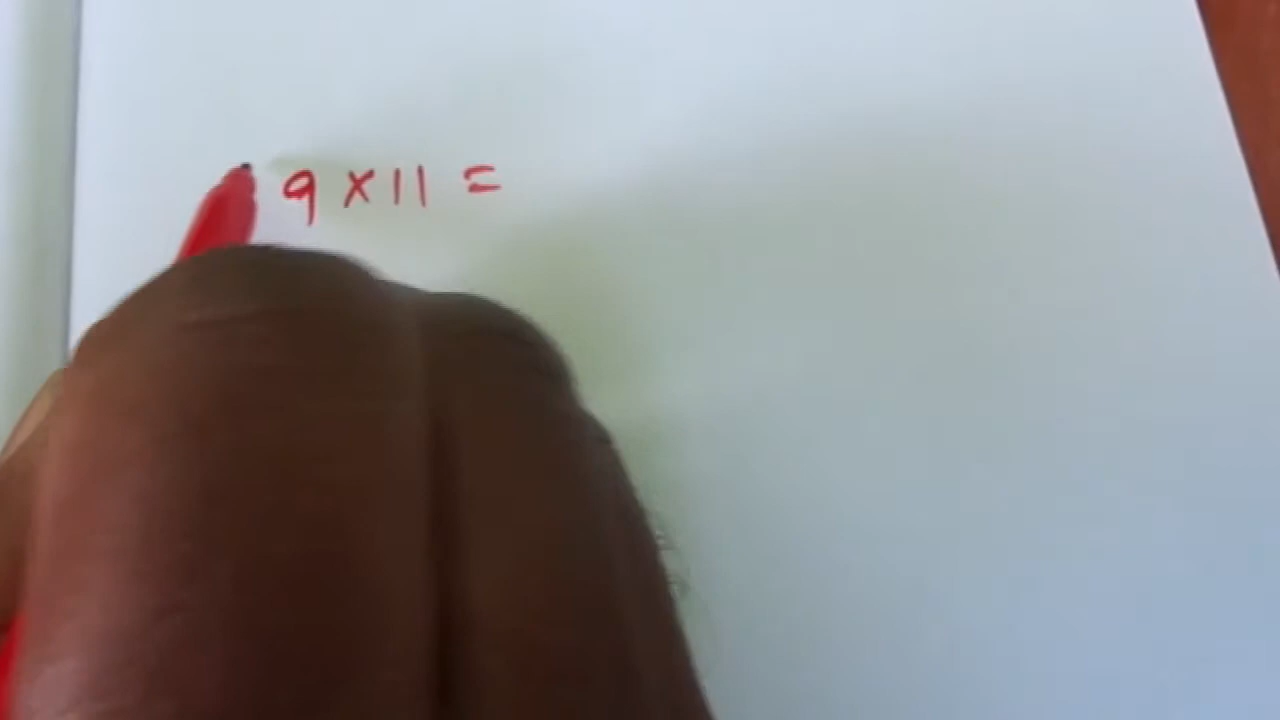 9 × 11 =